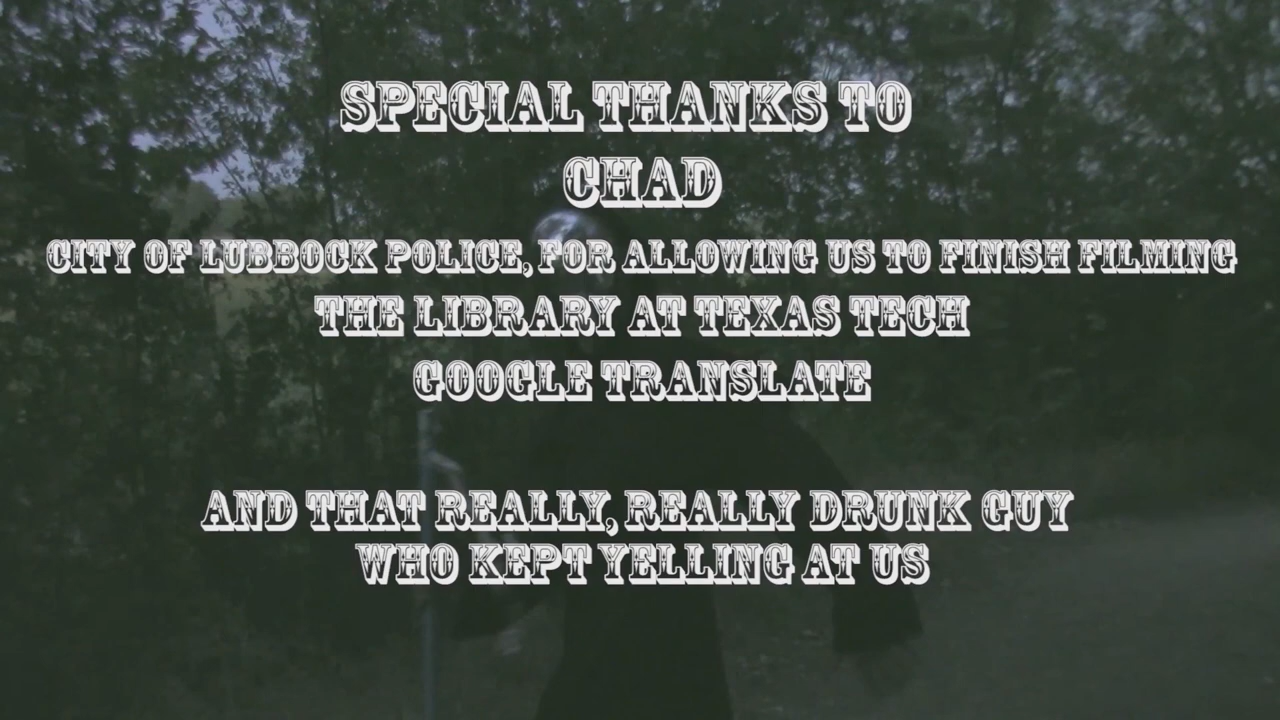 SPECIAL THANKS TO
CHAD
CITY OF LUBBOCK POLICE, FOR ALLOWING US TO FINISH FILMING
THE LIBRARY AT TEXAS TECH
GOOGLE TRANSLATE
AND THAT REALLY, REALLY DRUNK GUY
WHO KEPT YELLING AT US